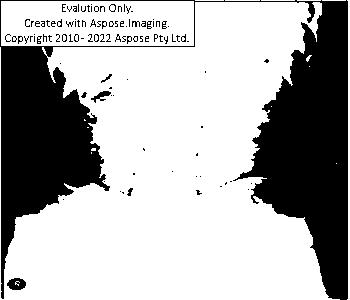 Evalution Only.
Created with Aspose.Imaging.
Copyright 2010- 2022 Aspose Pty Ltd.